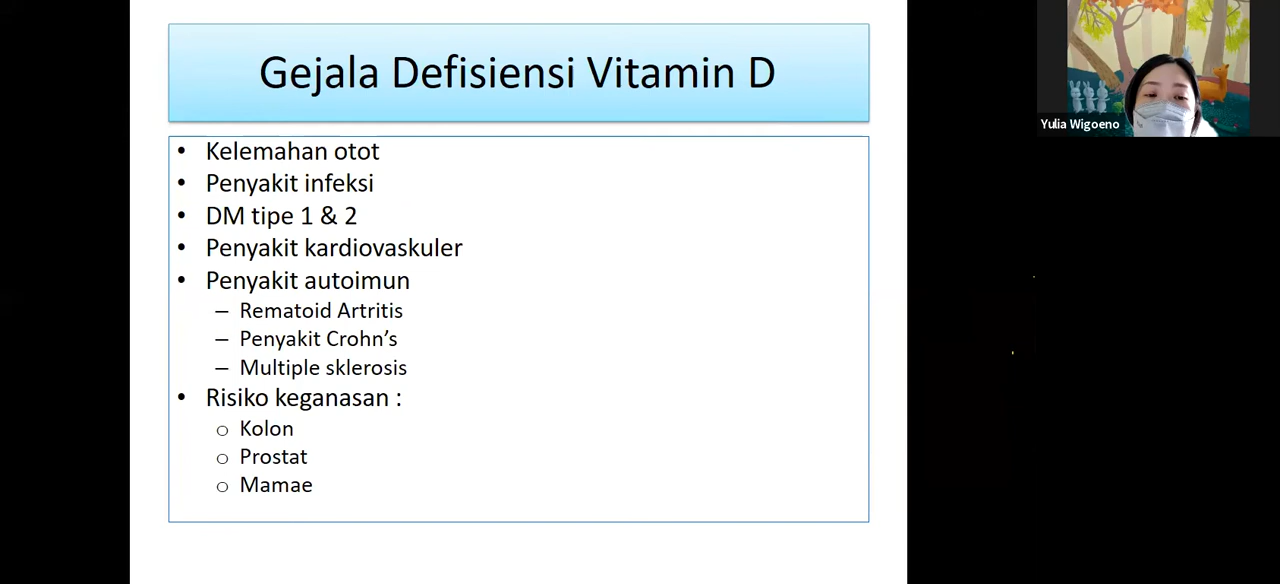 Gejala Defisiensi Vitamin D
• Kelemahan otot
• Penyakit infeksi
• DM tipe 1 & 2
• Penyakit kardiovaskuler
• Penyakit autoimun
– Rematoid Artritis
– Penyakit Crohn’s
– Multiple sklerosis
• Risiko keganasan :
o Kolon
o Prostat
o Mamae
Yulia Wigoeno